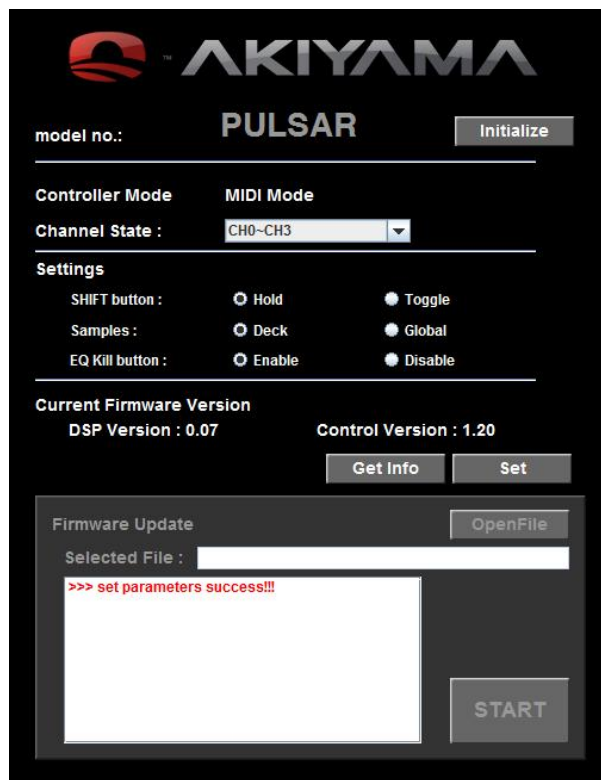 ™ AKIYAMA
model no.: PULSAR Initialize
Controller Mode MIDI Mode
Channel State : CH0~CH3
Settings
SHIFT button : Hold Toggle
Samples : Deck Global
EQ Kill button : Enable Disable
Current Firmware Version
DSP Version : 0.07 Control Version : 1.20
Get Info Set
Firmware Update OpenFile
Selected File :
>>> set parameters success!!!
START